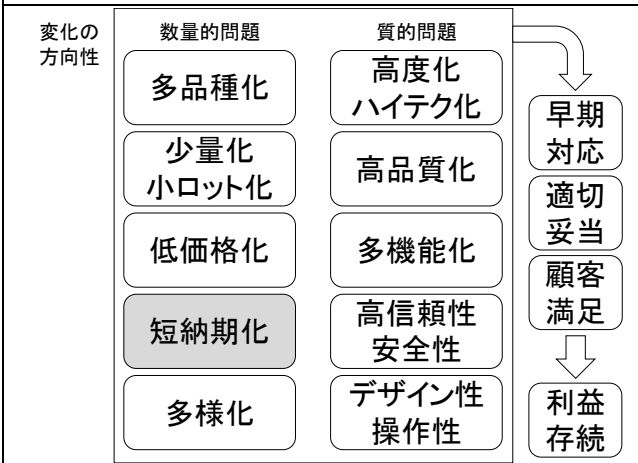 変化の
方向性
数量的問題
多品種化
少量化
小ロット化
低価格化
短納期化
多様化
質的問題
高度化
ハイテク化
高品質化
多機能化
高信頼性
安全性
デザイン性
操作性
早期
対応
適切
妥当
顧客
満足
利益
存続